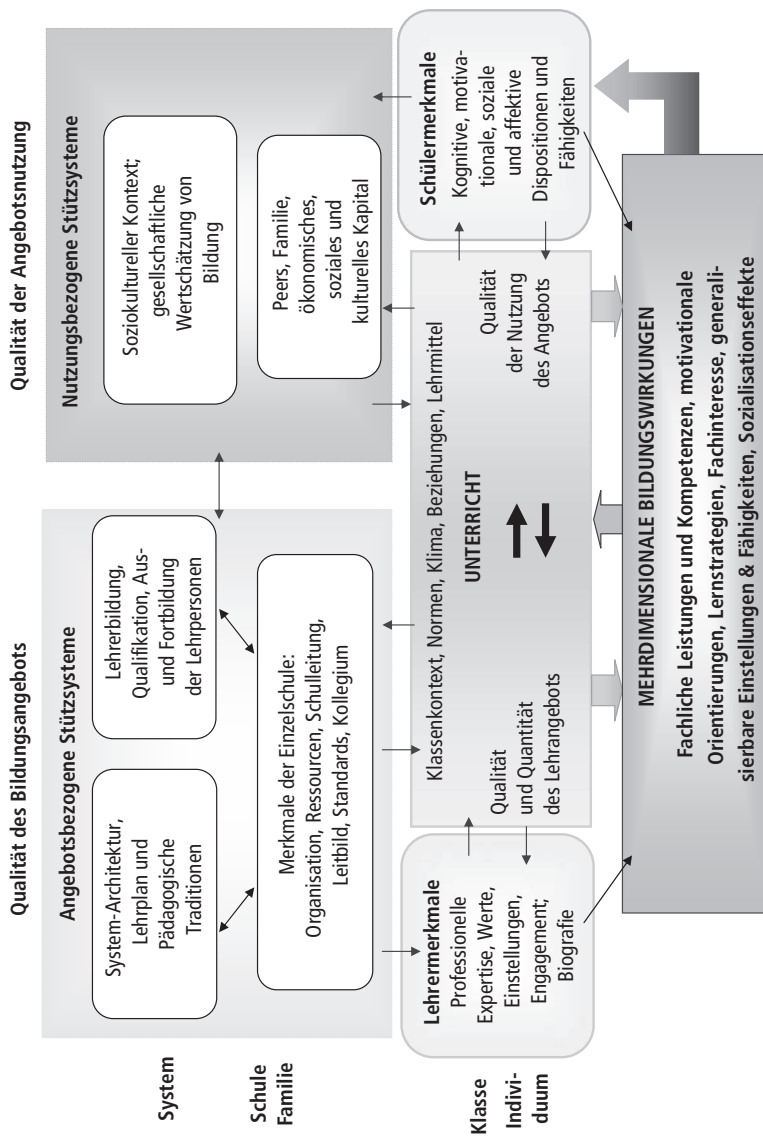 Qualität des Bildungsangebots
Qualität der Angebotsnutzung
System
Schule
Familie
Klasse
Indivi-
duum
Angebotsbezogene Stützsysteme
System-Architektur,
Lehrplan und
Pädagogische
Traditionen
Lehrerbildung,
Qualifikation, Aus-
und Fortbildung
der Lehrpersonen
Merkmale der Einzelschule:
Organisation, Ressourcen, Schulleitung,
Leitbild, Standards, Kollegium
Nutzungsbezogene Stützsysteme
Soziokultureller Kontext;
gesellschaftliche
Wertschätzung von
Bildung
Peers, Familie,
ökonomisches,
soziales und
kulturelles Kapital
Lehrermerkmale
Professionelle
Expertise, Werte,
Einstellungen,
Engagement;
Biografie
Klassenkontext, Normen, Klima, Beziehungen, Lehrmittel
UNTERRICHT
Qualität
und Quantität
des Lehrangebots
Qualität
der Nutzung
des Angebots
Schülermerkmale
Kognitive, motiva-
tionale, soziale
und affektive
Dispositionen und
Fähigkeiten
MEHRDIMENSIONALE BILDUNGSWIRKUNGEN
Fachliche Leistungen und Kompetenzen, motivationale
Orientierungen, Lernstrategien, Fachinteresse, generali-
sierbare Einstellungen & Fähigkeiten, Sozialisationseffekte